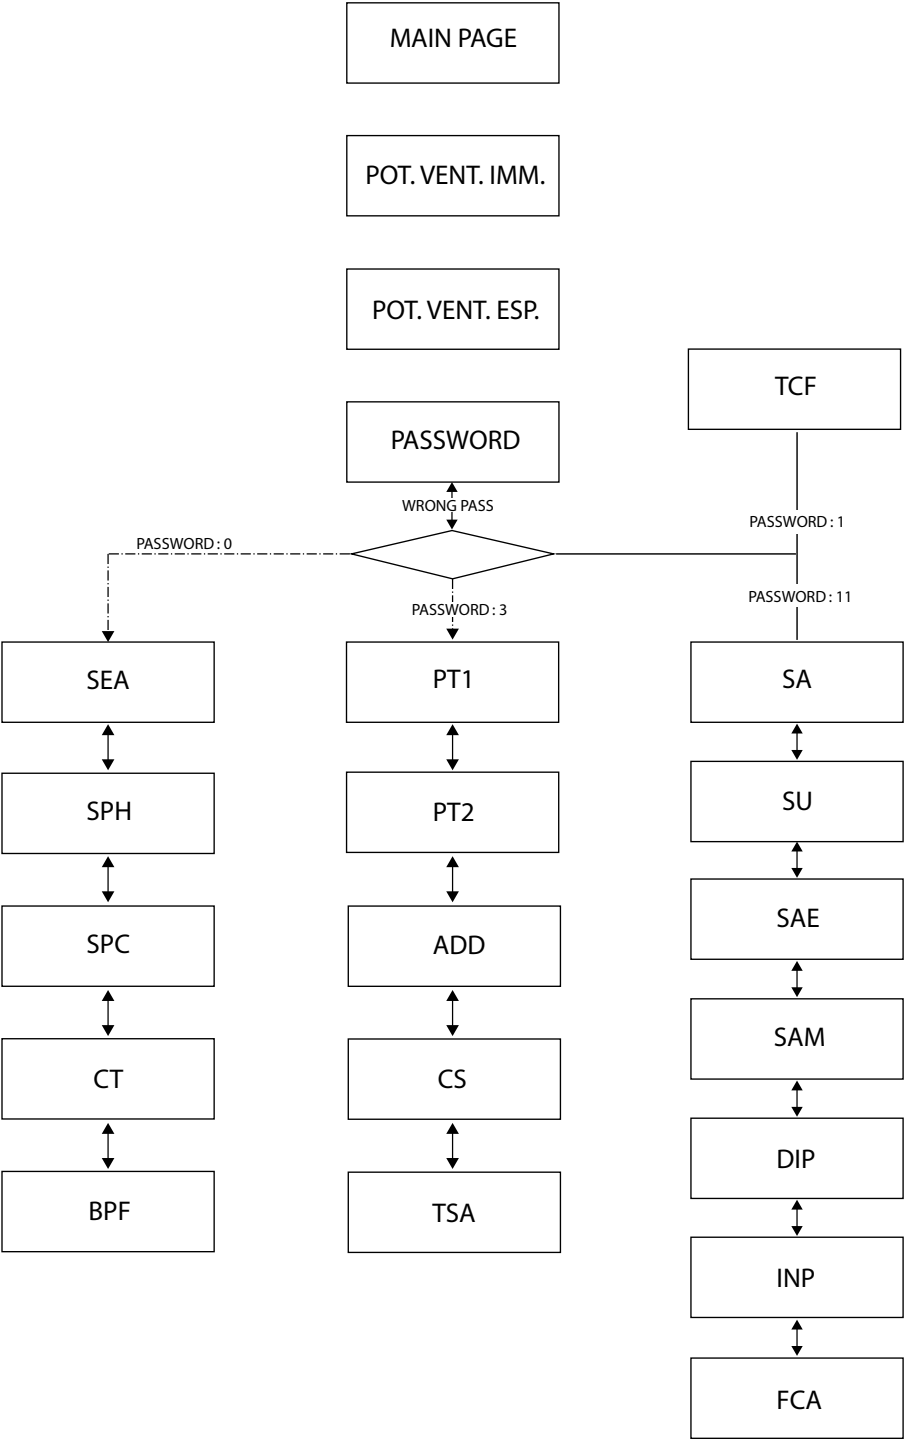 MAIN PAGE
POT. VENT. IMM.
POT. VENT. ESP.
TCF
PASSWORD
WRONG PASS
PASSWORD : 1
PASSWORD : 0
PASSWORD : 11
PASSWORD : 3
SEA
PT1
SA
SPH
PT2
SU
SPC
ADD
SAE
SAM
CT
CS
DIP
BPF
TSA
INP
FCA